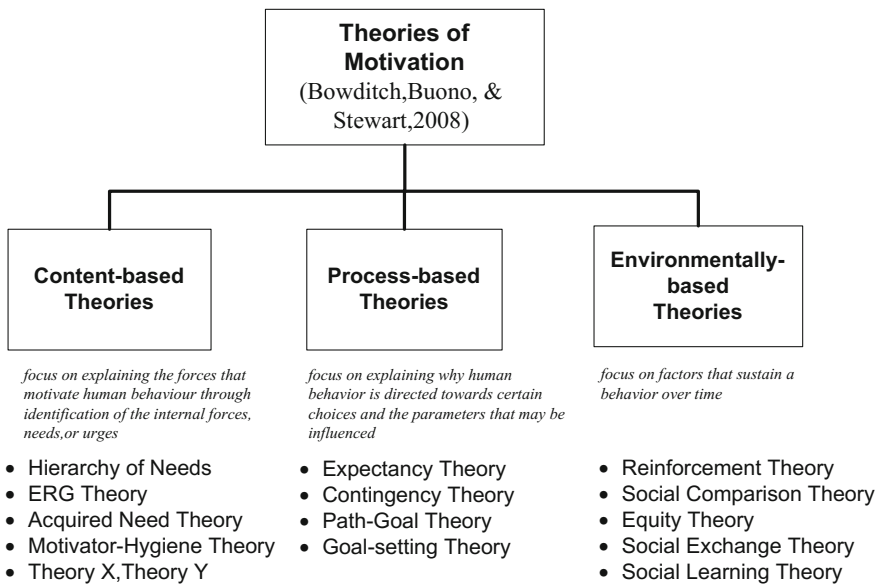 Theories of
Motivation
(Bowditch,Buono, &
Stewart,2008)
Content-based
Theories
Process-based
Theories
Environmentally-
based
Theories
focus on explaining the forces that
motivate human behaviour through
identification of the internal forces,
needs,or urges
focus on explaining why human
behavior is directed towards certain
choices and the parameters that may be
influenced
focus on factors that sustain a
behavior over time
• Hierarchy of Needs
• ERG Theory
• Acquired Need Theory
• Motivator-Hygiene Theory
• Theory X,Theory Y
• Expectancy Theory
• Contingency Theory
• Path-Goal Theory
• Goal-setting Theory
• Reinforcement Theory
• Social Comparison Theory
• Equity Theory
• Social Exchange Theory
• Social Learning Theory